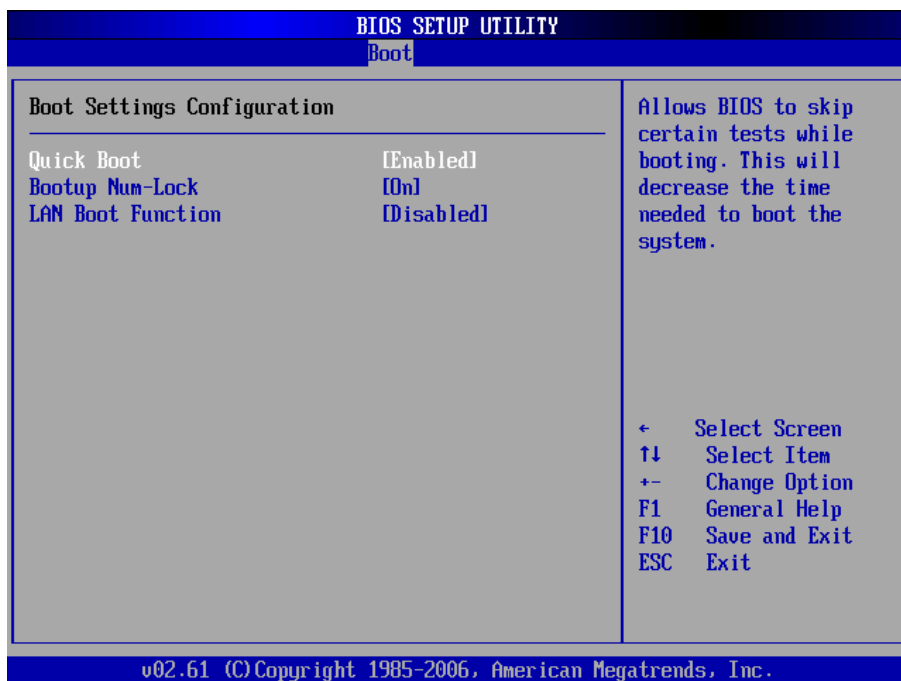 BIOS SETUP UTILITY
Boot
Boot Settings Configuration
Quick Boot [Enabled]
Bootup Num-Lock [On]
LAN Boot Function [Disabled]
Allows BIOS to skip
certain tests while
booting. This will
decrease the time
needed to boot the
system.
← Select Screen
↑↓ Select Item
+- Change Option
F1 General Help
F10 Save and Exit
ESC Exit
v02.61 (C)Copyright 1985-2006, American Megatrends, Inc.